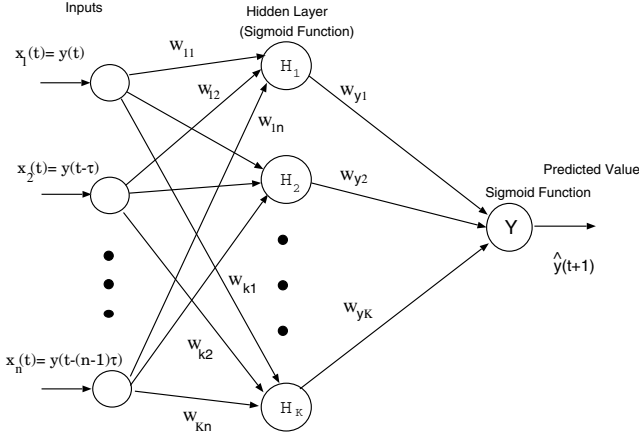 Inputs
Hidden Layer
(Sigmoid Function)
x1(t)= y(t)
w11
H1
w12
w1n
wy1
x2(t)= y(t-τ)
H2
wy2
Predicted Value
Sigmoid Function
Y
ŷ(t+1)
wk1
wyK
wk2
xn(t)= y(t-(n-1)τ)
wKn
HK